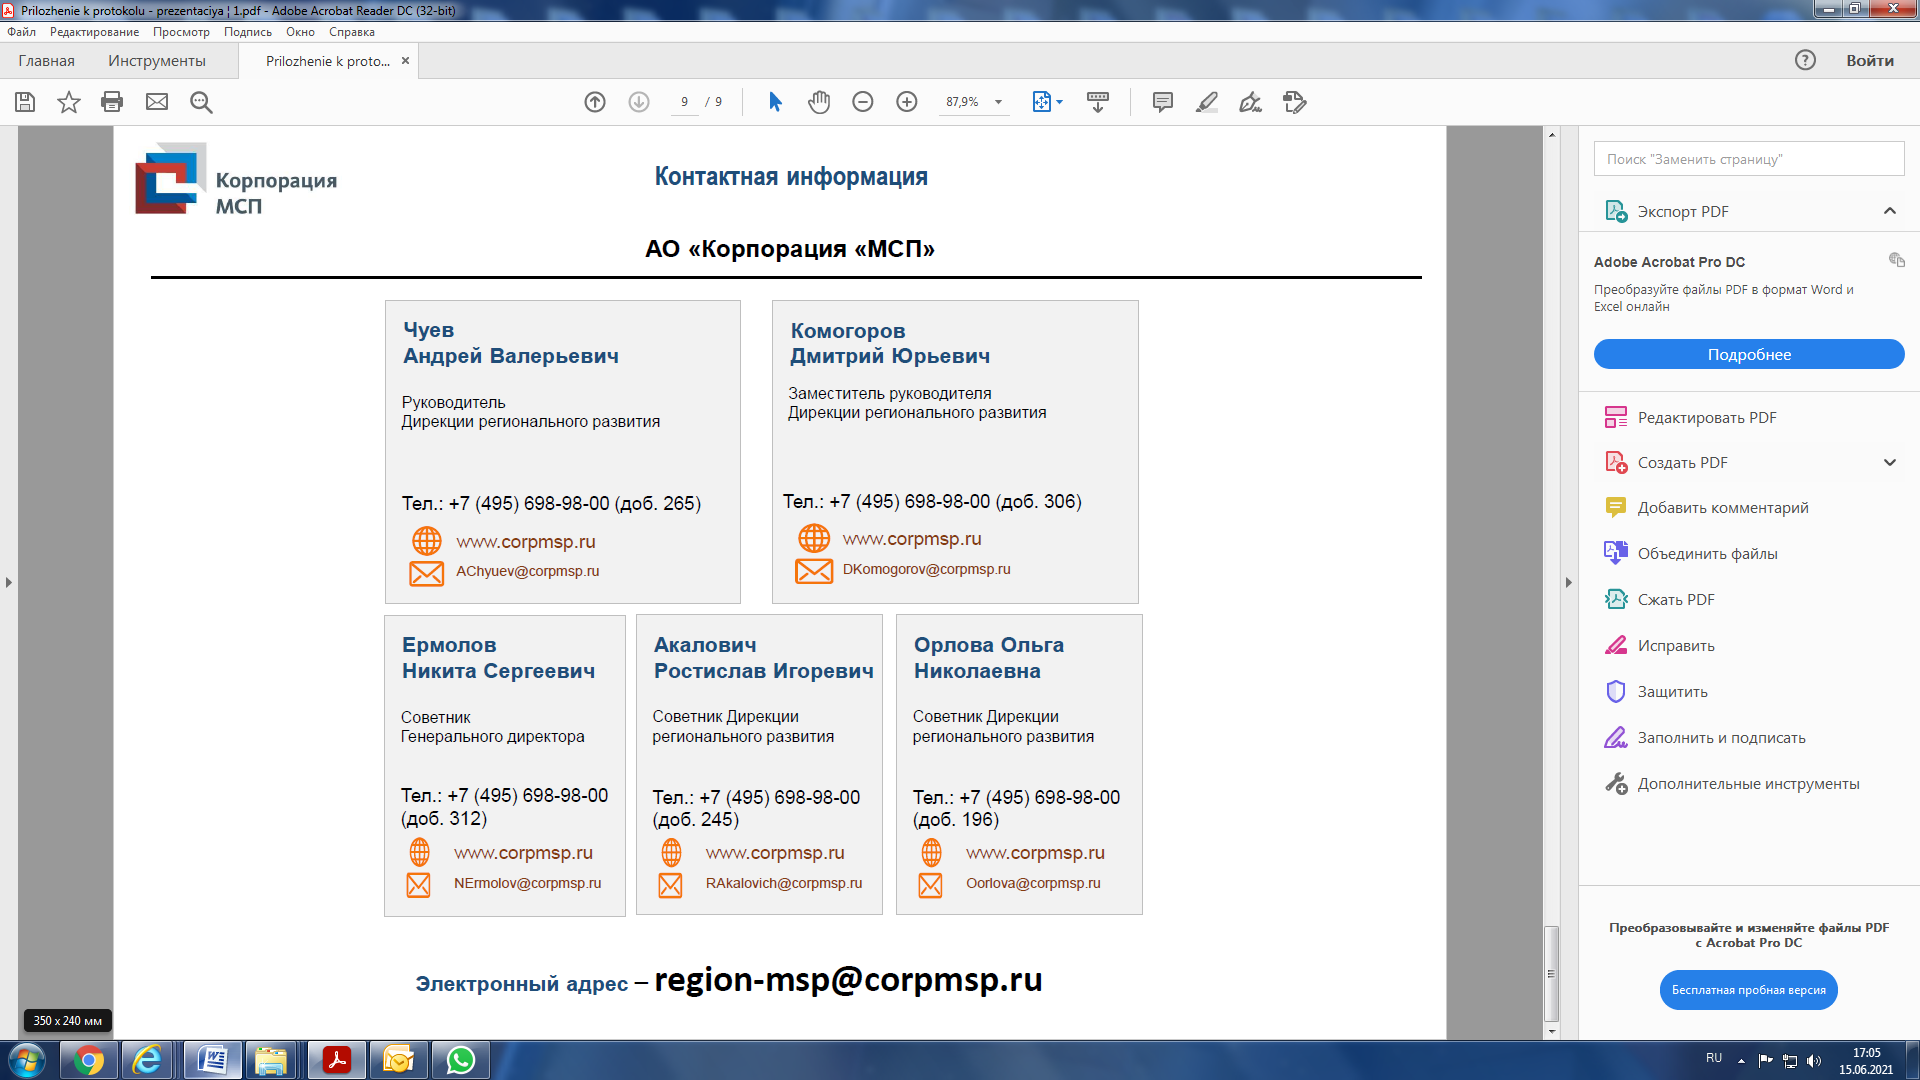 Prilozhenie k protokolu - prezentaciya ¦ 1.pdf - Adobe Acrobat Reader DC (32-bit)
Файл Редактирование Просмотр Подпись Окно Справка
Главная Инструменты Prilozhenie k proto... × Войти
9 / 9 87,9%
Корпорация
МСП
Контактная информация
АО «Корпорация «МСП»
Чуев
Андрей Валерьевич
Руководитель
Дирекции регионального развития
Тел.: +7 (495) 698-98-00 (доб. 265)
www.corpmsp.ru
AChyuev@corpmsp.ru
Комогоров
Дмитрий Юрьевич
Заместитель руководителя
Дирекции регионального развития
Тел.: +7 (495) 698-98-00 (доб. 306)
www.corpmsp.ru
DKomogorov@corpmsp.ru
Ермолов
Никита Сергеевич
Советник
Генерального директора
Тел.: +7 (495) 698-98-00
(доб. 312)
www.corpmsp.ru
NErmolov@corpmsp.ru
Акалович
Ростислав Игоревич
Советник Дирекции
регионального развития
Тел.: +7 (495) 698-98-00
(доб. 245)
www.corpmsp.ru
RAkalovich@corpmsp.ru
Орлова Ольга
Николаевна
Советник Дирекции
регионального развития
Тел.: +7 (495) 698-98-00
(доб. 196)
www.corpmsp.ru
Oorlova@corpmsp.ru
Электронный адрес – region-msp@corpmsp.ru
350 x 240 мм
Поиск "Заменить страницу"
Экспорт PDF
Adobe Acrobat Pro DC
Преобразуйте файлы PDF в формат Word и
Excel онлайн
Подробнее
Редактировать PDF
Создать PDF
Добавить комментарий
Объединить файлы
Сжать PDF
Исправить
Защитить
Заполнить и подписать
Дополнительные инструменты
Преобразовывайте и изменяйте файлы PDF
с Acrobat Pro DC
Бесплатная пробная версия
RU
17:05
15.06.2021